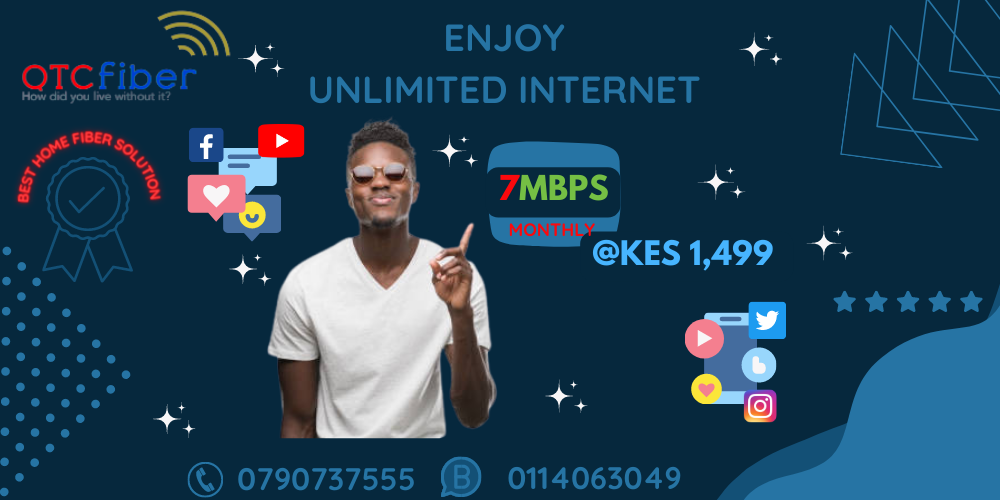 ENJOY
UNLIMITED INTERNET
QTCfiber
How did you live without it?
BEST HOME FIBER SOLUTION
7MBPS
MONTHLY
@KES 1,499
0790737555
0114063049